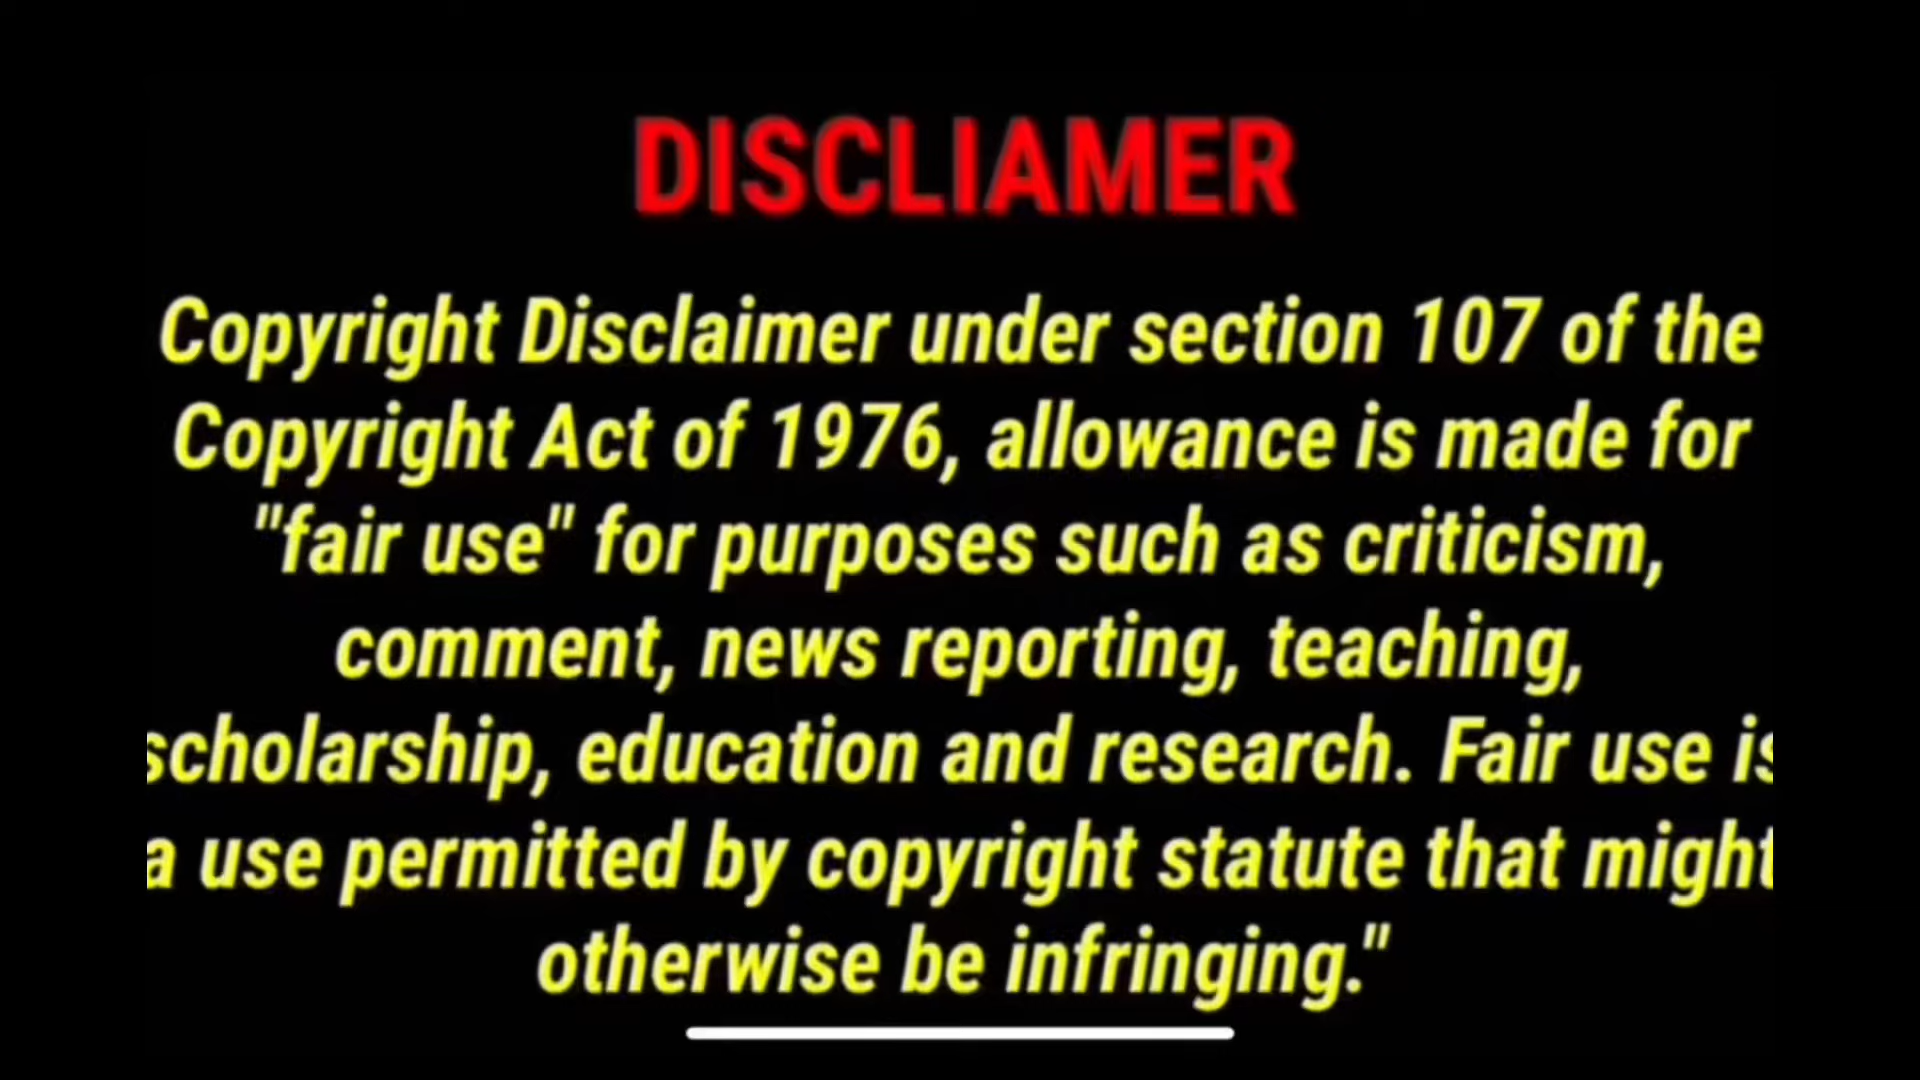 DISCLIAMER
Copyright Disclaimer under section 107 of the
Copyright Act of 1976, allowance is made for
"fair use" for purposes such as criticism,
comment, news reporting, teaching,
scholarship, education and research. Fair use is
a use permitted by copyright statute that might
otherwise be infringing."